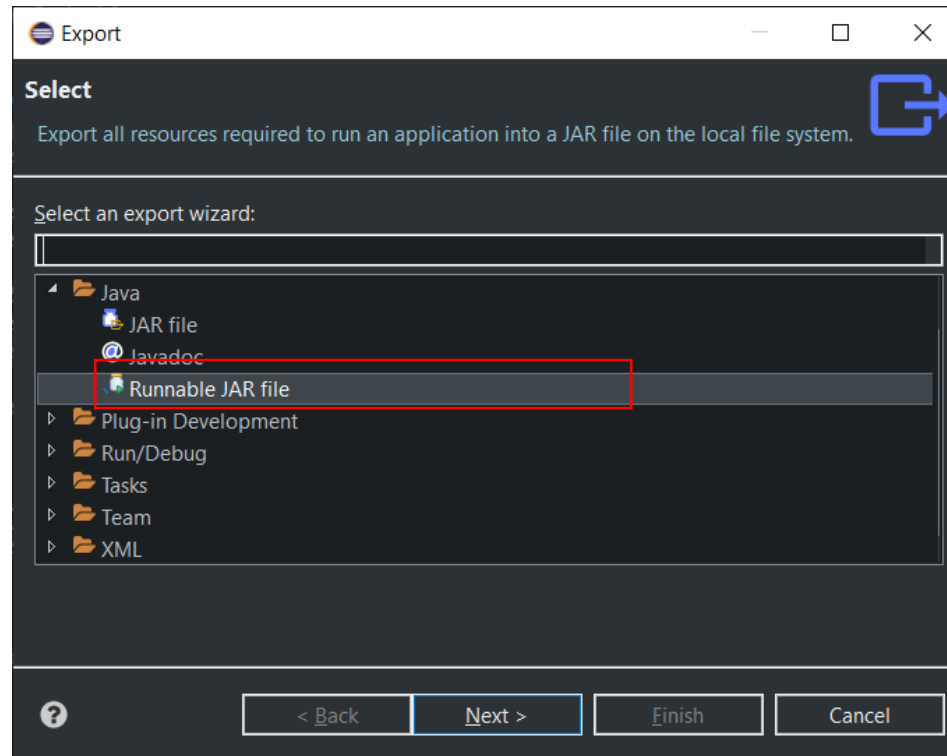 Export
Select
Export all resources required to run an application into a JAR file on the local file system.
Select an export wizard:
Java
JAR file
@ Javadoc
Runnable JAR file
Plug-in Development
Run/Debug
Tasks
Team
XML
?
< Back
Next >
Finish
Cancel